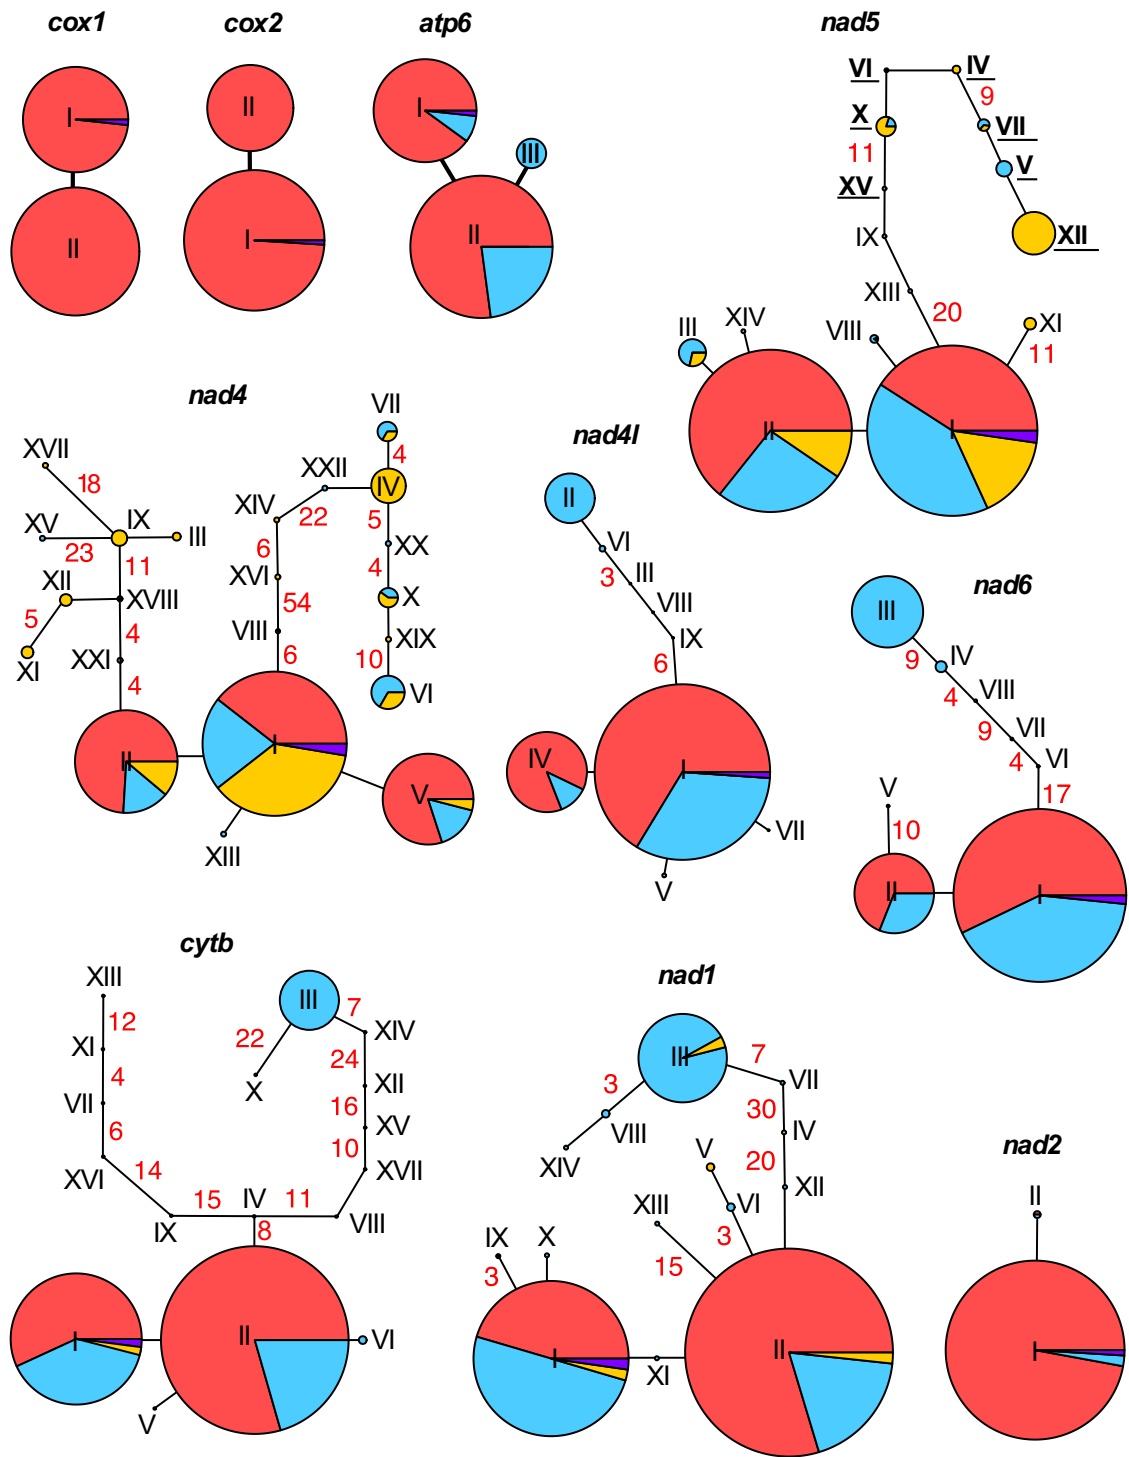 cox1
cox2
atp6
nad5
I
II
II
I
I
II
III
VI
IV
9
X
11
VII
V
XV
XII
IX
XIII
20
XI
11
VIII
III
XIV
II
I
nad4
XVII
18
XV
23
IX
III
11
XII
XVIII
5
4
XI
XXI
4
II
VII
4
XXII
IV
XIV
22
5
6
XX
XVI
4
X
54
VIII
XIX
6
10
VI
I
V
XIII
nad4l
II
VI
3
III
VIII
IX
6
IV
I
VII
V
nad6
III
9
IV
4
VIII
9
VII
4
VI
17
V
10
II
I
cytb
XIII
12
XI
4
VII
6
XVI
14
15
IX
IV
11
8
VIII
III
7
22
XIV
X
24
XII
16
XV
10
XVII
I
II
VI
V
nad1
III
7
3
VII
VIII
30
XIV
IV
V
20
VI
XII
XIII
3
15
IX
X
3
I
XI
II
nad2
II
I